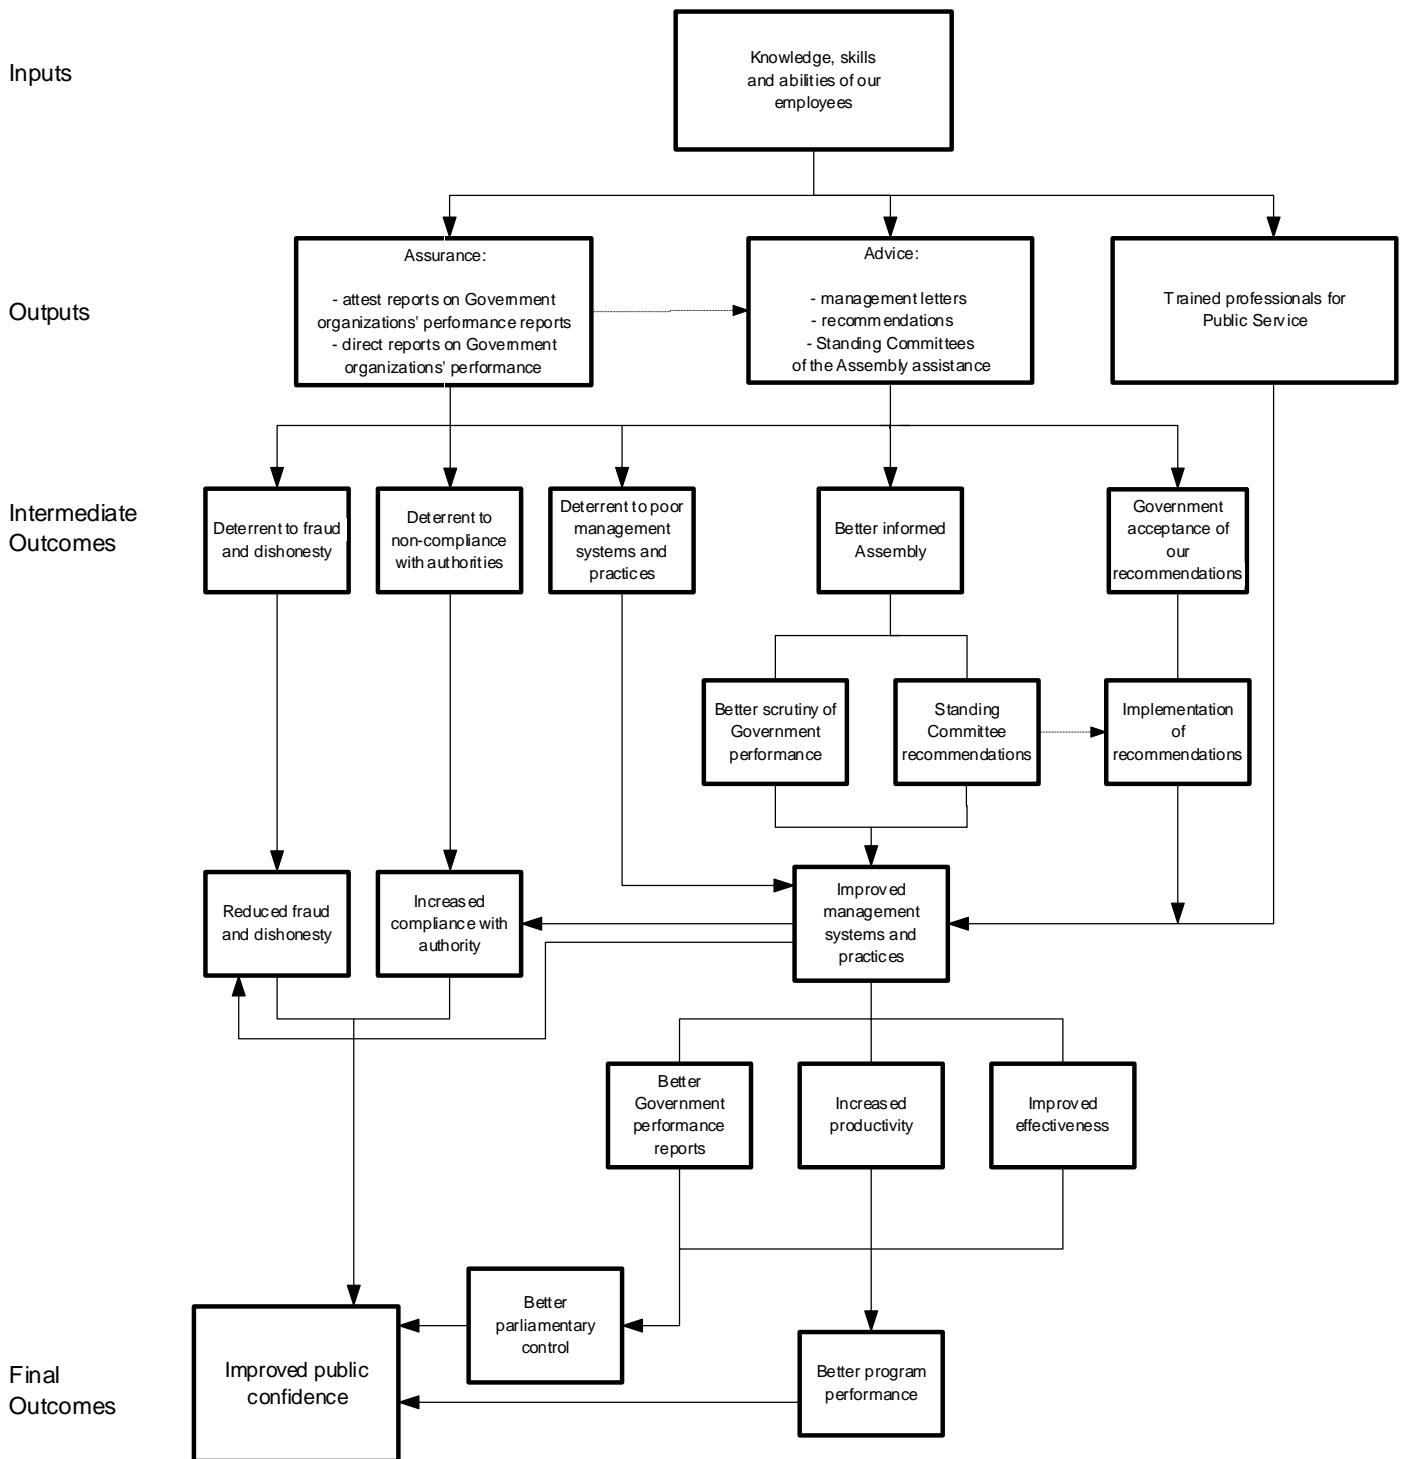 Inputs
Knowledge, skills
and abilities of our
employees
Outputs
Assurance:
- attest reports on Government
organizations' performance reports
- direct reports on Government
organizations' performance
Advice:
- management letters
- recommendations
- Standing Committees
of the Assembly assistance
Trained professionals for
Public Service
Intermediate
Outcomes
Deterrent to fraud
and dishonesty
Deterrent to
non-compliance
with authorities
Deterrent to poor
management
systems and
practices
Better informed
Assembly
Government
acceptance of
our
recommendations
Better scrutiny of
Government
performance
Standing
Committee
recommendations
Implementation
of
recommendations
Reduced fraud
and dishonesty
Increased
compliance with
authority
Improved
management
systems and
practices
Better
Government
performance
reports
Increased
productivity
Improved
effectiveness
Final
Outcomes
Improved public
confidence
Better
parliamentary
control
Better program
performance